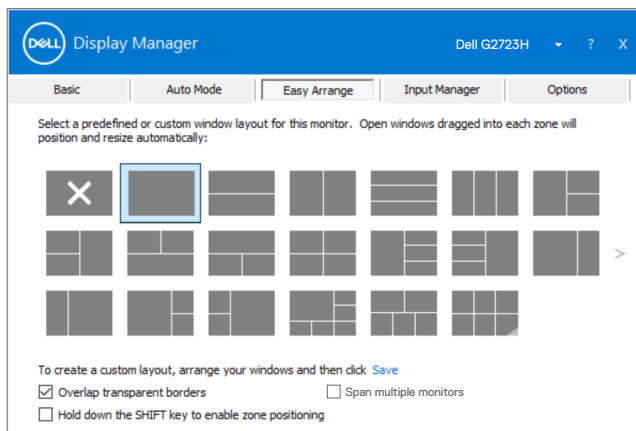 DELL Display Manager Dell G2723H ? X
Basic Auto Mode Easy Arrange Input Manager Options
Select a predefined or custom window layout for this monitor. Open windows dragged into each zone will
position and resize automatically:
>
To create a custom layout, arrange your windows and then click Save
Overlap transparent borders Span multiple monitors
Hold down the SHIFT key to enable zone positioning